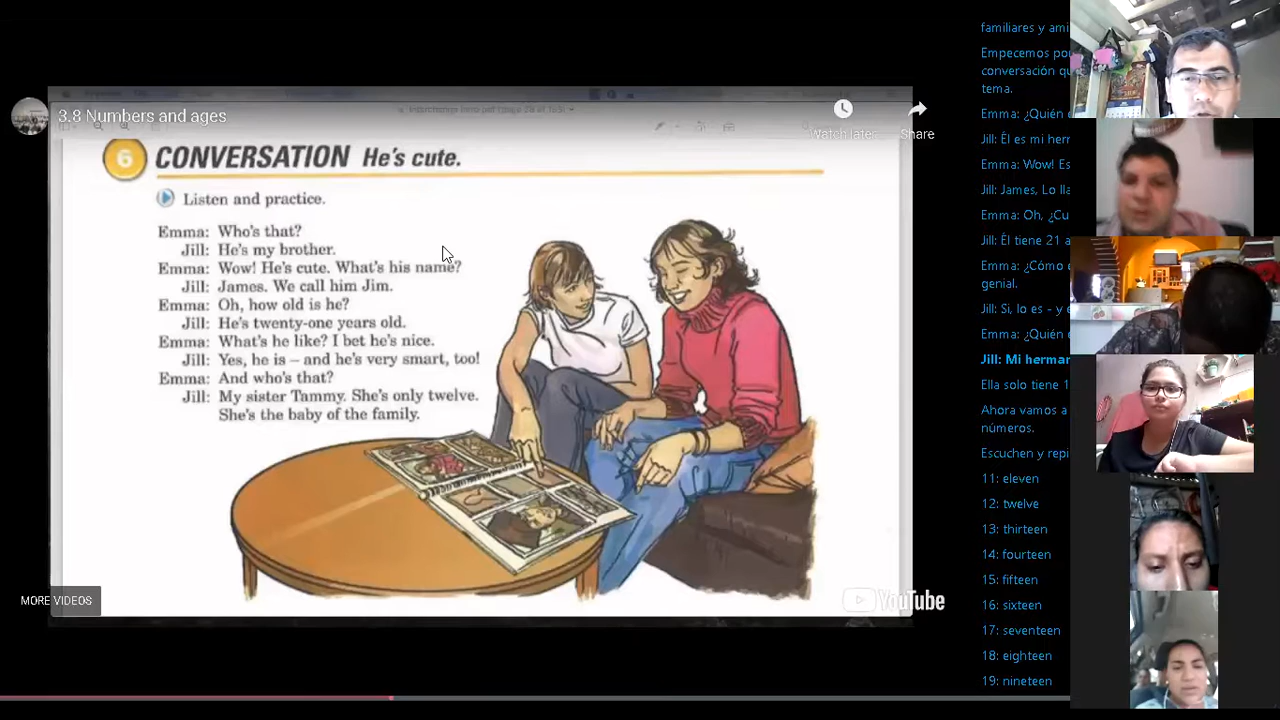 3.8 Numbers and ages
Watch later
Share
6 CONVERSATION He's cute.
Listen and practice.
Emma: Who's that?
Jill: He's my brother.
Emma: Wow! He's cute. What's his name?
Jill: James. We call him Jim.
Emma: Oh, how old is he?
Jill: He's twenty-one years old.
Emma: What's he like? I bet he's nice.
Jill: Yes, he is – and he's very smart, too!
Emma: And who's that?
Jill: My sister Tammy. She's only twelve.
She's the baby of the family.
MORE VIDEOS
YouTube
familiares y ami
Empecemos po
conversación qu
tema.
Emma: ¿Quién
Jill: Él es mi herm
Emma: Wow! Es
Jill: James, Lo lla
Emma: Oh, ¿Cu
Jill: Él tiene 21 a
Emma: ¿Cómo e
genial.
Jill: Si, lo es - y e
Emma: ¿Quién
Jill: Mi herman
Ella solo tiene 1
Ahora vamos a
números.
Escuchen y repi
11: eleven
12: twelve
13: thirteen
14: fourteen
15: fifteen
16: sixteen
17: seventeen
18: eighteen
19: nineteen